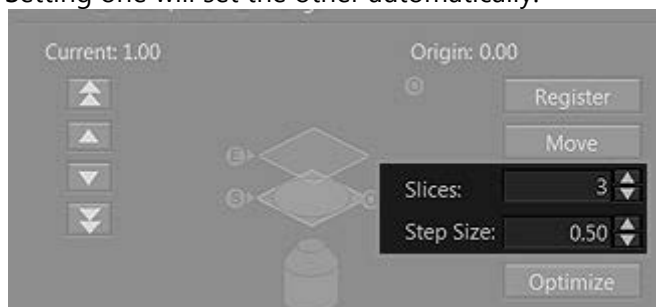 Setting one will set the other automatically.
Current: 1.00
Origin: 0.00
Register
Move
E
S
Slices: 3
Step Size: 0.50
Optimize